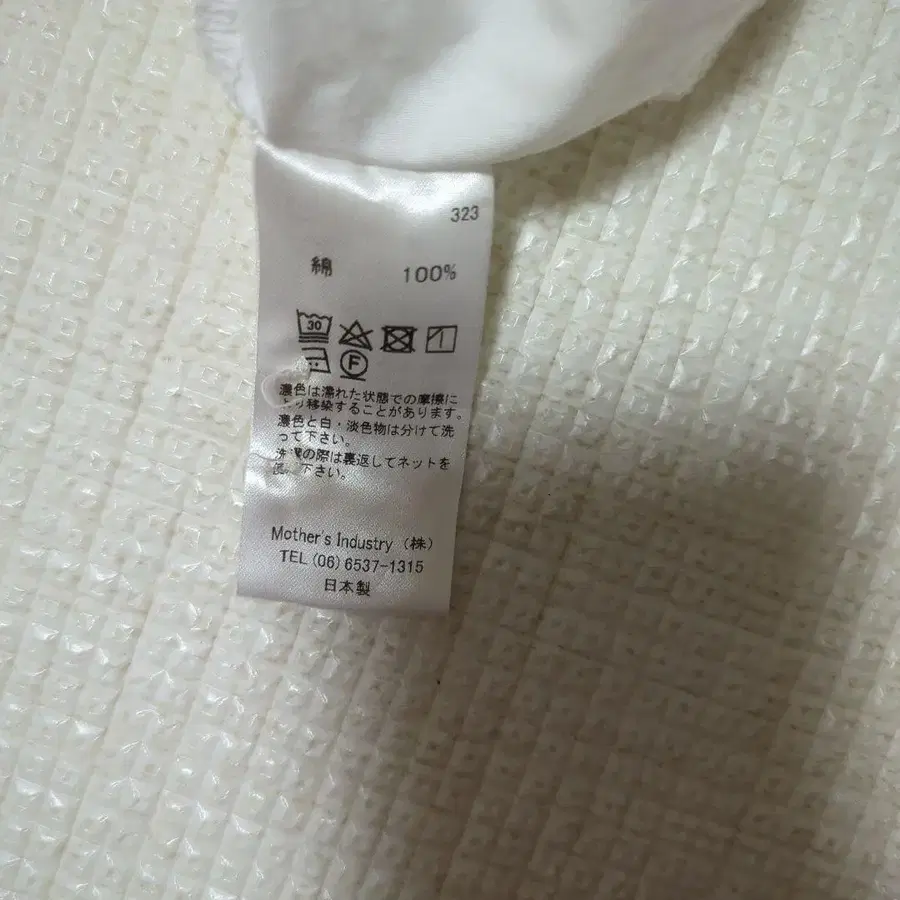 323
綿 100%
30
F
濃色は濡れた状態での摩擦に
より移染することがあります。
濃色と白・淡色物は分けて洗
って下さい。
洗濯の際は裏返してネットを
下さい。
Mother's Industry (株)
TEL (06) 6537-1315
日本製